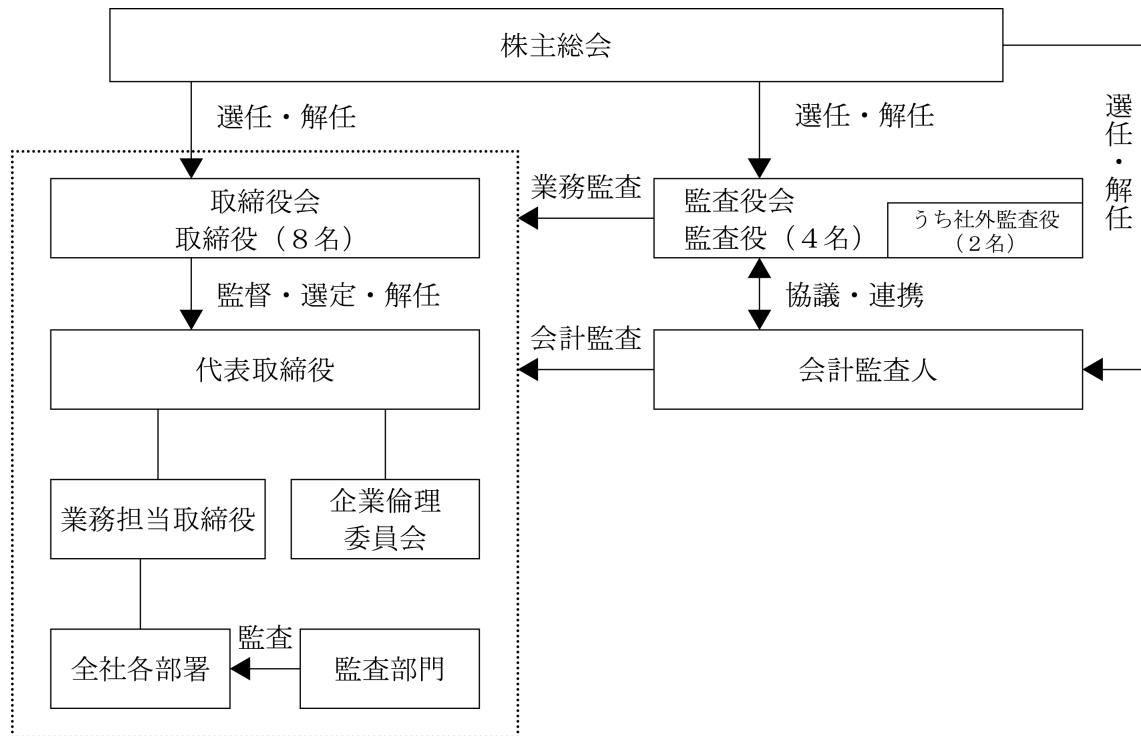 株主総会
選任・解任
選任・解任
選任・解任
取締役会
取締役（８名）
業務監査
監査役会
監査役（４名）
うち社外監査役
（２名）
監督・選定・解任
協議・連携
代表取締役
会計監査
会計監査人
業務担当取締役
企業倫理
委員会
全社各部署
監査
監査部門